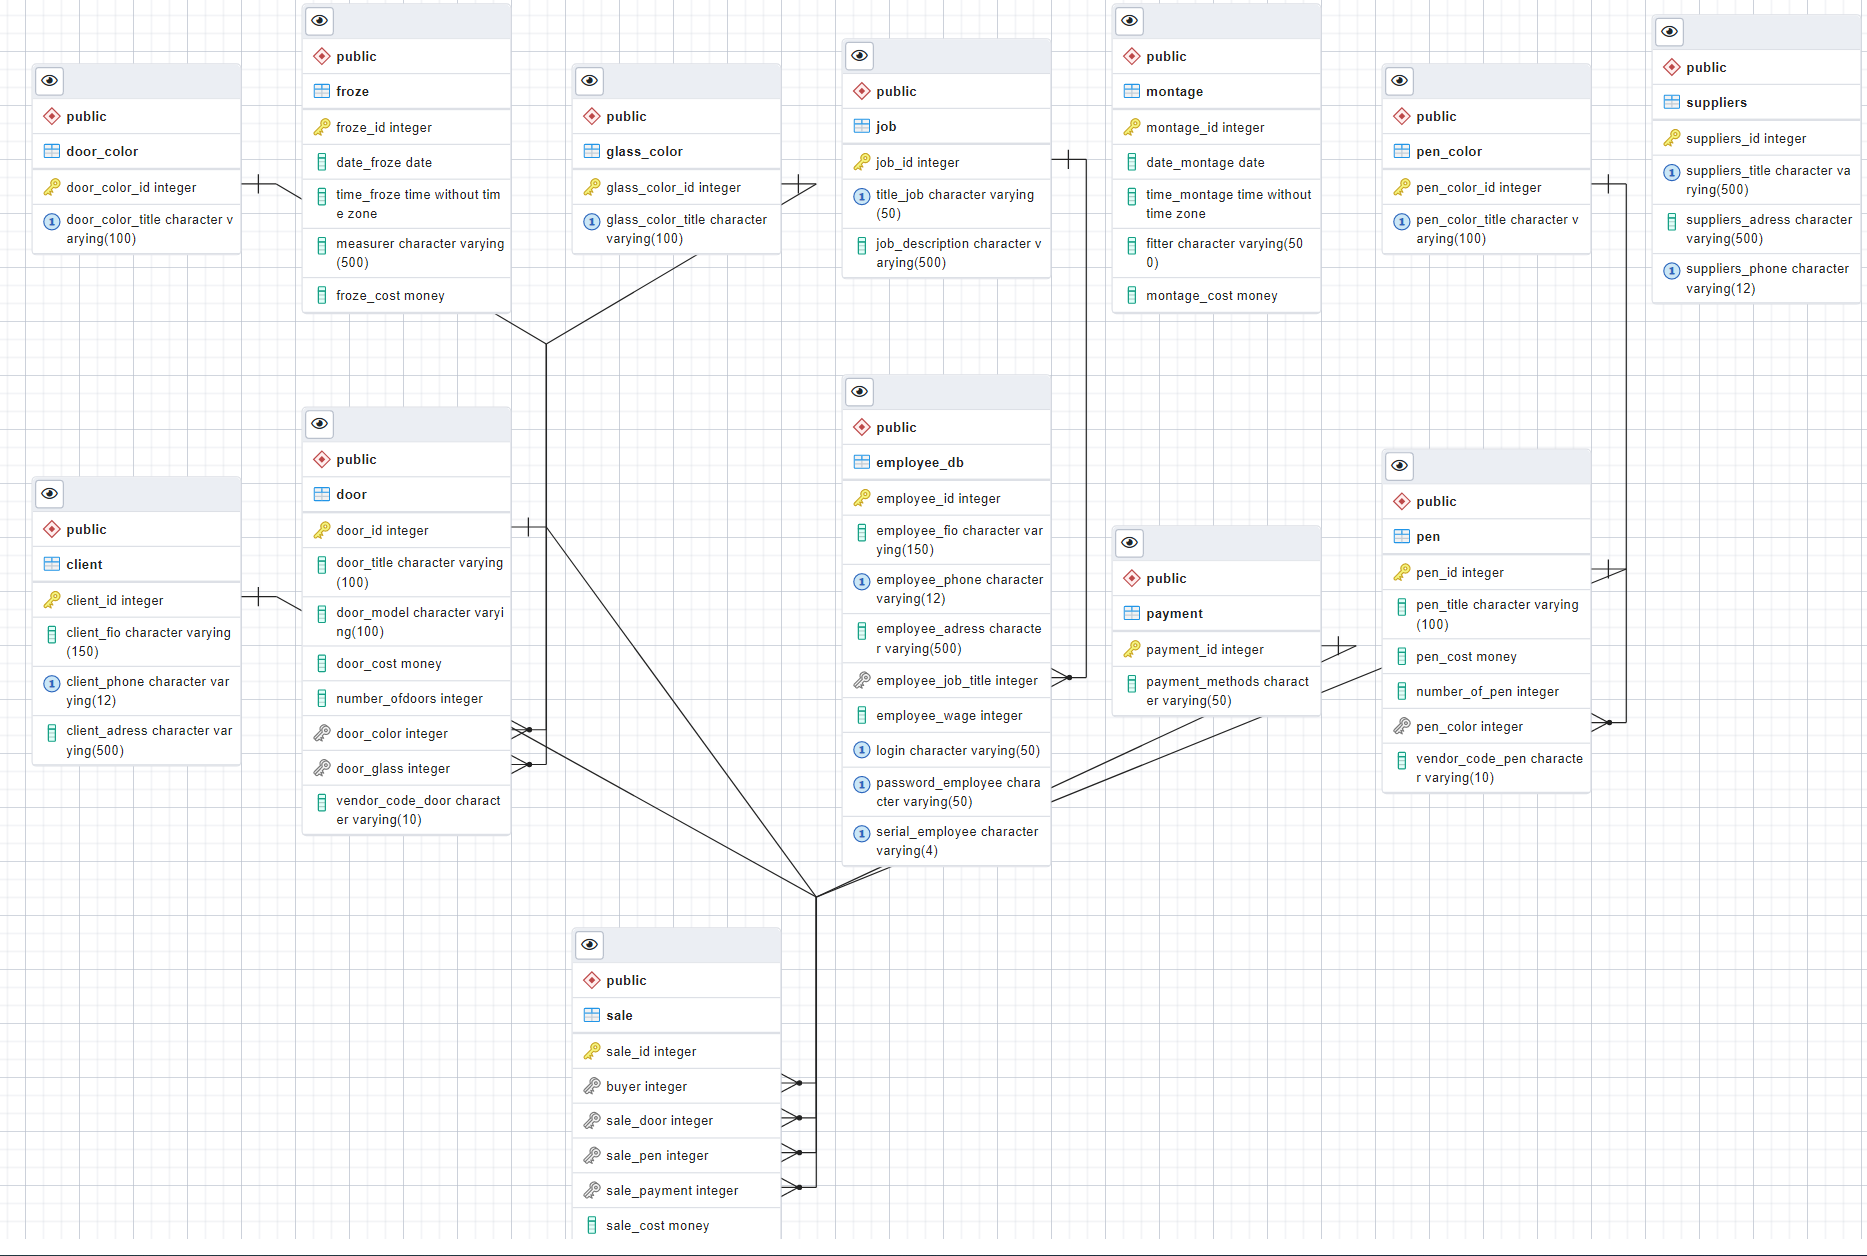 public
door_color
door_color_id integer
door_color_title character v
arying(100)
public
froze
froze_id integer
date_froze date
time_froze time without tim
e zone
measurer character varying
(500)
froze_cost money
public
glass_color
glass_color_id integer
glass_color_title character
varying(100)
public
job
job_id integer
title_job character varying
(50)
job_description character v
arying(500)
public
montage
montage_id integer
date_montage date
time_montage time without
time zone
fitter character varying(50
0)
montage_cost money
public
pen_color
pen_color_id integer
pen_color_title character v
arying(100)
public
suppliers
suppliers_id integer
suppliers_title character va
rying(500)
suppliers_adress character
varying(500)
suppliers_phone character
varying(12)
public
client
client_id integer
client_fio character varying
(150)
client_phone character var
ying(12)
client_adress character var
ying(500)
public
door
door_id integer
door_title character varying
(100)
door_model character varyi
ng(100)
door_cost money
number_ofdoors integer
door_color integer
door_glass integer
vendor_code_door charact
er varying(10)
public
employee_db
employee_id integer
employee_fio character var
ying(150)
employee_phone character
varying(12)
employee_adress characte
r varying(500)
employee_job_title integer
employee_wage integer
login character varying(50)
password_employee chara
cter varying(50)
serial_employee character
varying(4)
public
payment
payment_id integer
payment_methods charact
er varying(50)
public
pen
pen_id integer
pen_title character varying
(100)
pen_cost money
number_of_pen integer
pen_color integer
vendor_code_pen characte
r varying(10)
public
sale
sale_id integer
buyer integer
sale_door integer
sale_pen integer
sale_payment integer
sale_cost money